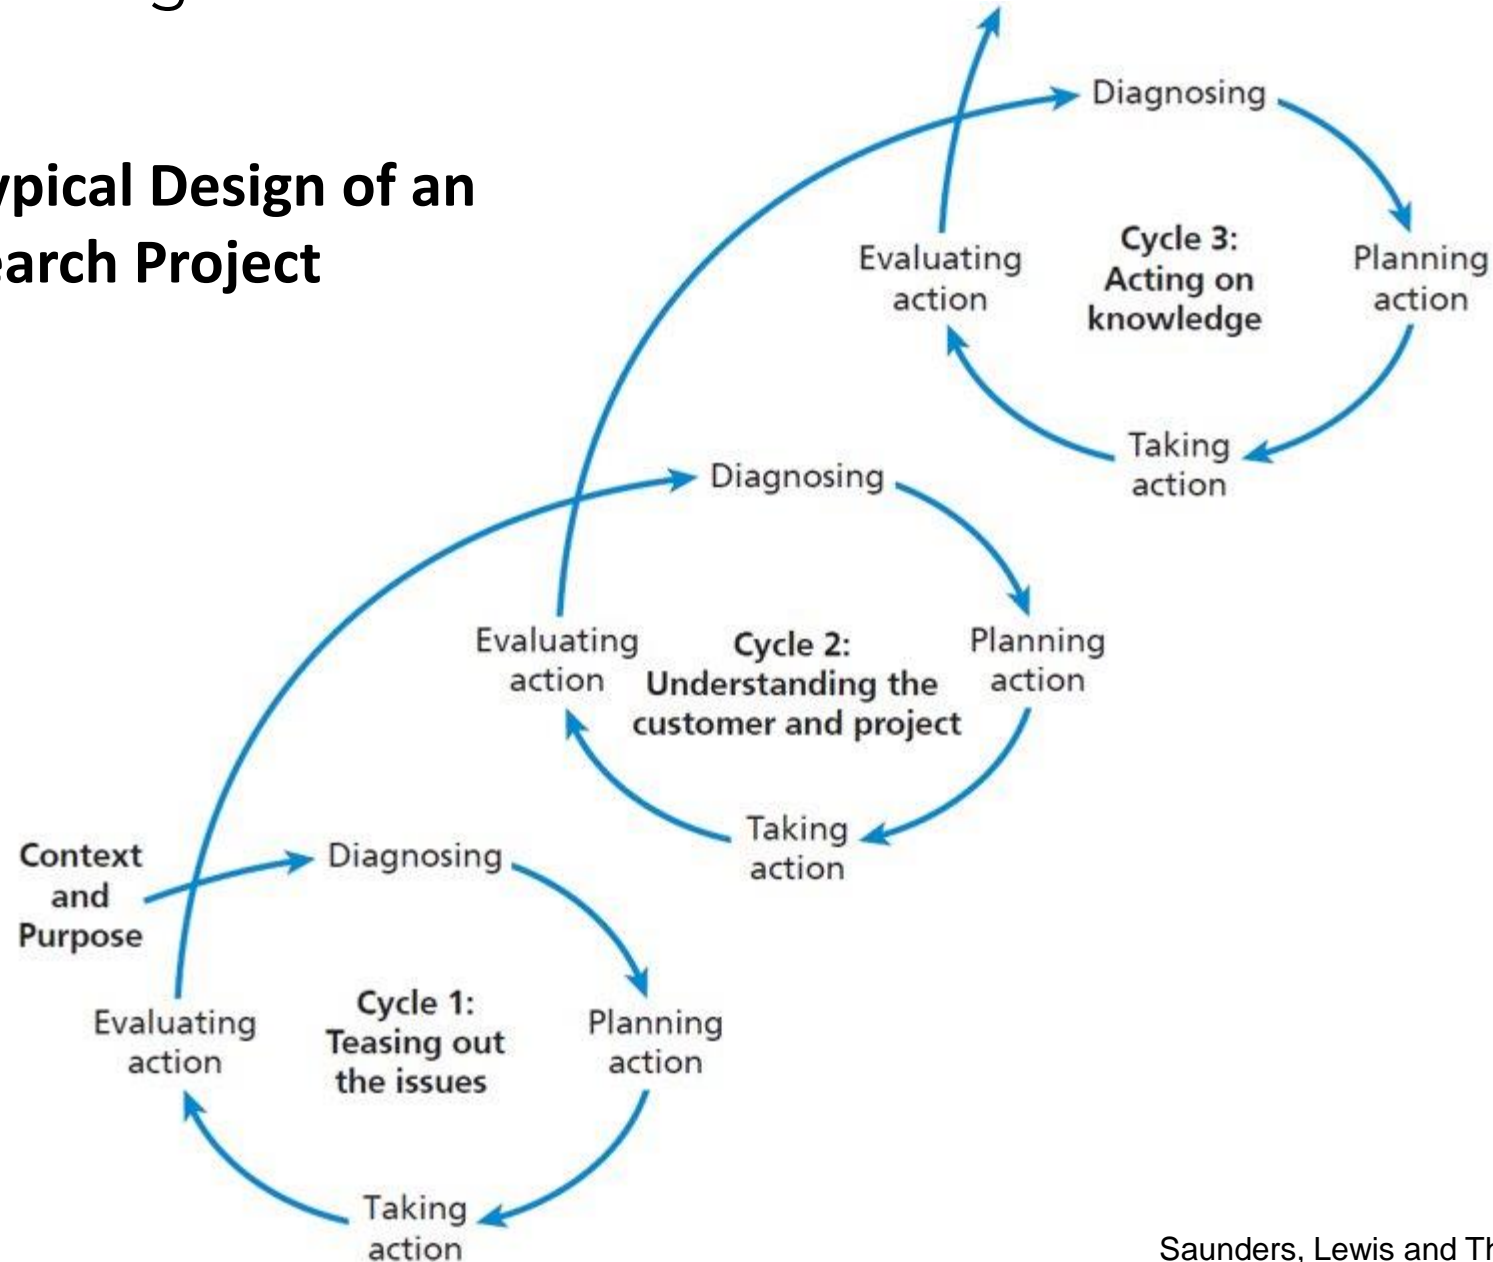 g
ypical Design of an
earch Project
Diagnosing
Evaluating
action
Cycle 3:
Acting on
knowledge
Planning
action
Taking
action
Diagnosing
Evaluating
action
Cycle 2:
Understanding the
customer and project
Planning
action
Taking
action
Context
and
Purpose
Diagnosing
Evaluating
action
Cycle 1:
Teasing out
the issues
Planning
action
Taking
action
Saunders, Lewis and Th